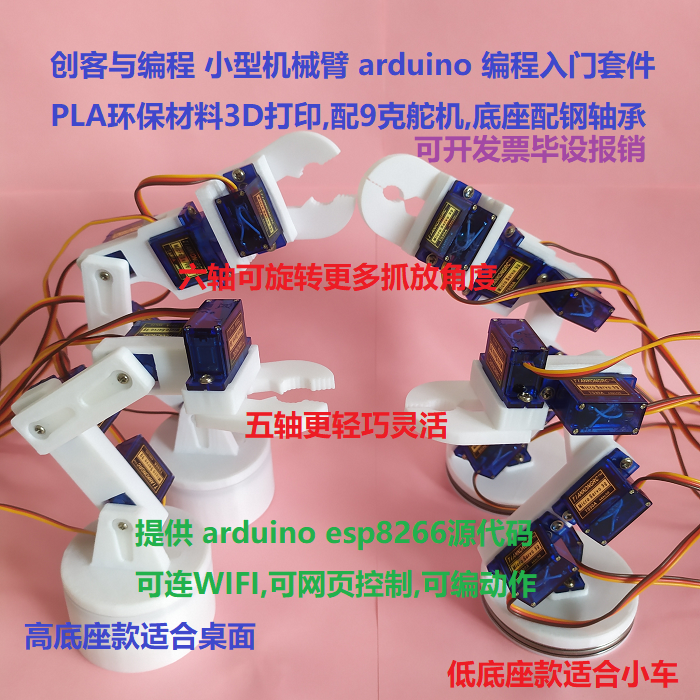 创客与编程 小型机械臂 arduino 编程入门套件
PLA环保材料3D打印,配9克舵机,底座配钢轴承
可开发票毕设报销
六轴可旋转更多抓放角度
五轴更轻巧灵活
提供 arduino esp8266源代码
可连WIFI,可网页控制,可编动作
高底座款适合桌面
低底座款适合小车